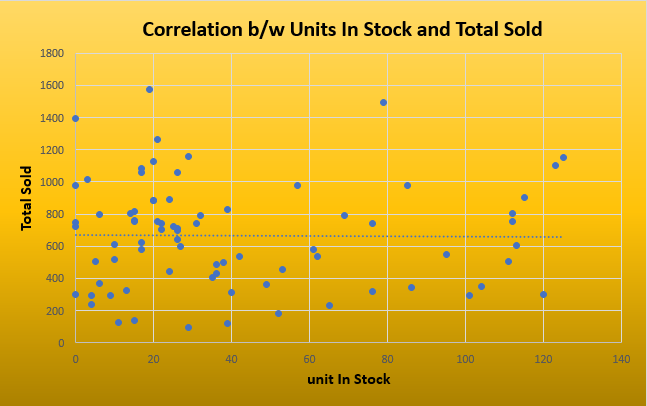 Correlation b/w Units In Stock and Total Sold
1800
1600
1400
1200
1000
800
600
400
200
0
Total Sold
0 20 40 60 80 100 120 140
unit In Stock